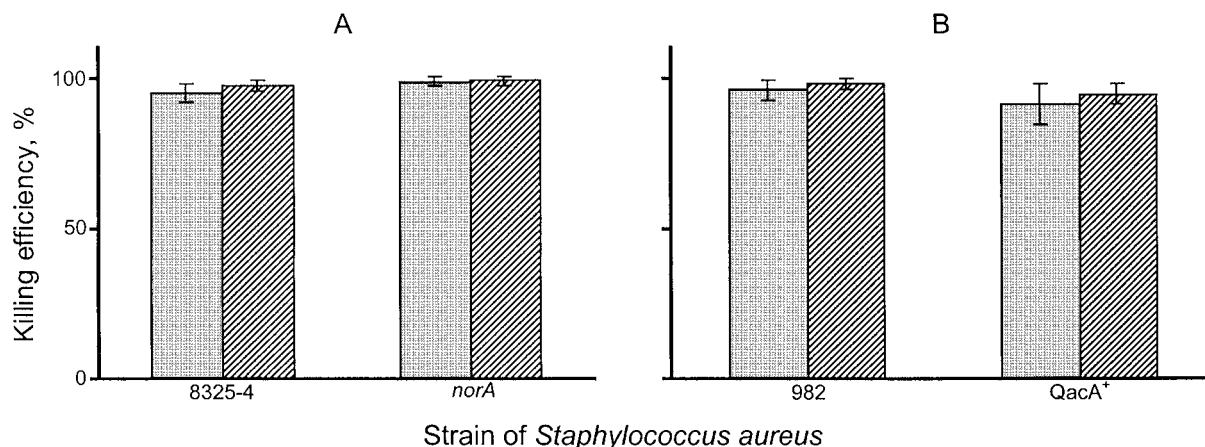 A
B
Killing efficiency, %
100
50
0
8325-4
norA
982
QacA+
Strain of Staphylococcus aureus